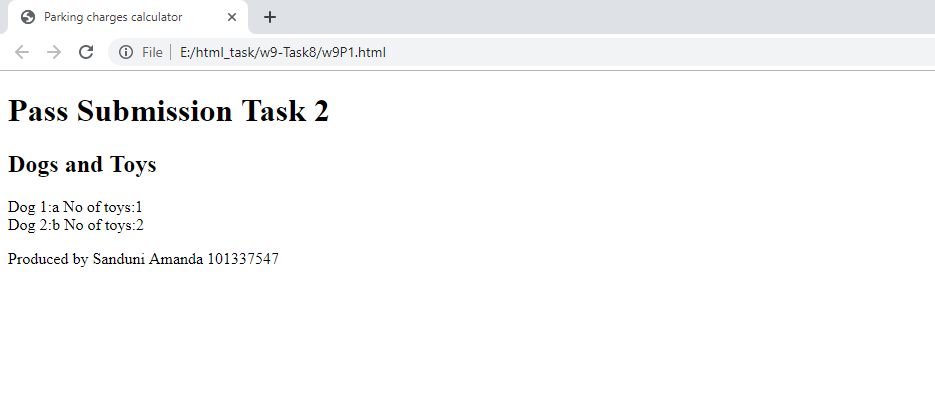 Parking charges calculator
File E:/html_task/w9-Task8/w9P1.html
Pass Submission Task 2
Dogs and Toys
Dog 1:a No of toys:1
Dog 2:b No of toys:2
Produced by Sanduni Amanda 101337547